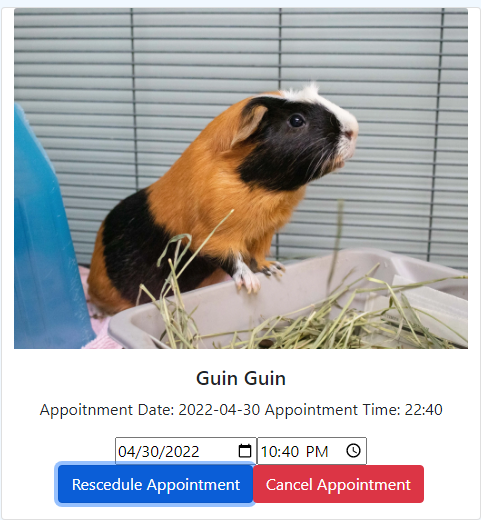 Guin Guin
Appoitnment Date: 2022-04-30 Appointment Time: 22:40
04/30/2022 10:40 PM
Rescedule Appointment Cancel Appointment